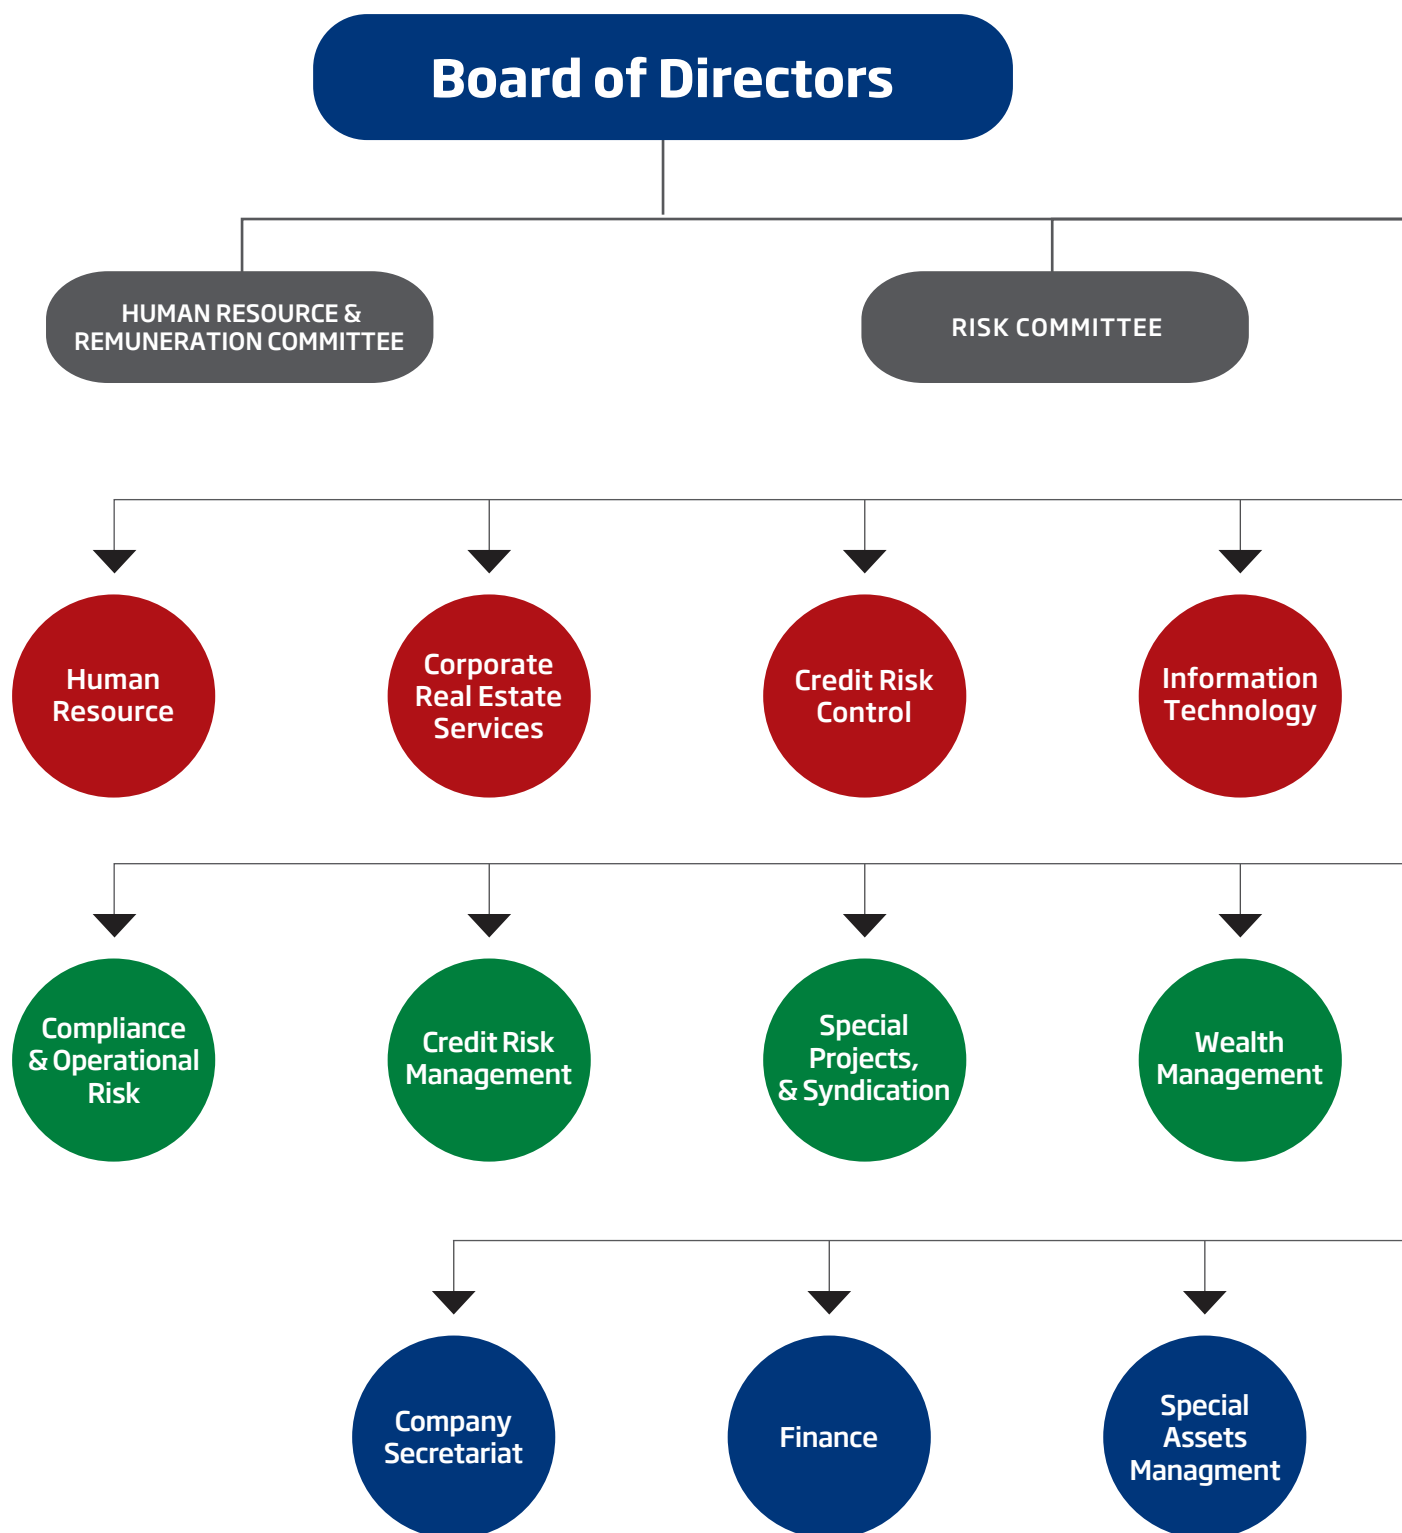 Board of Directors
HUMAN RESOURCE &
REMUNERATION COMMITTEE
RISK COMMITTEE
Human
Resource
Corporate
Real Estate
Services
Credit Risk
Control
Information
Technology
Compliance
& Operational
Risk
Credit Risk
Management
Special
Projects,
& Syndication
Wealth
Management
Company
Secretariat
Finance
Special
Assets
Managment